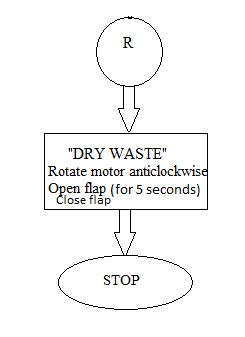 R
"DRY WASTE"
Rotate motor anticlockwise
Open flap (for 5 seconds)
Close flap
STOP